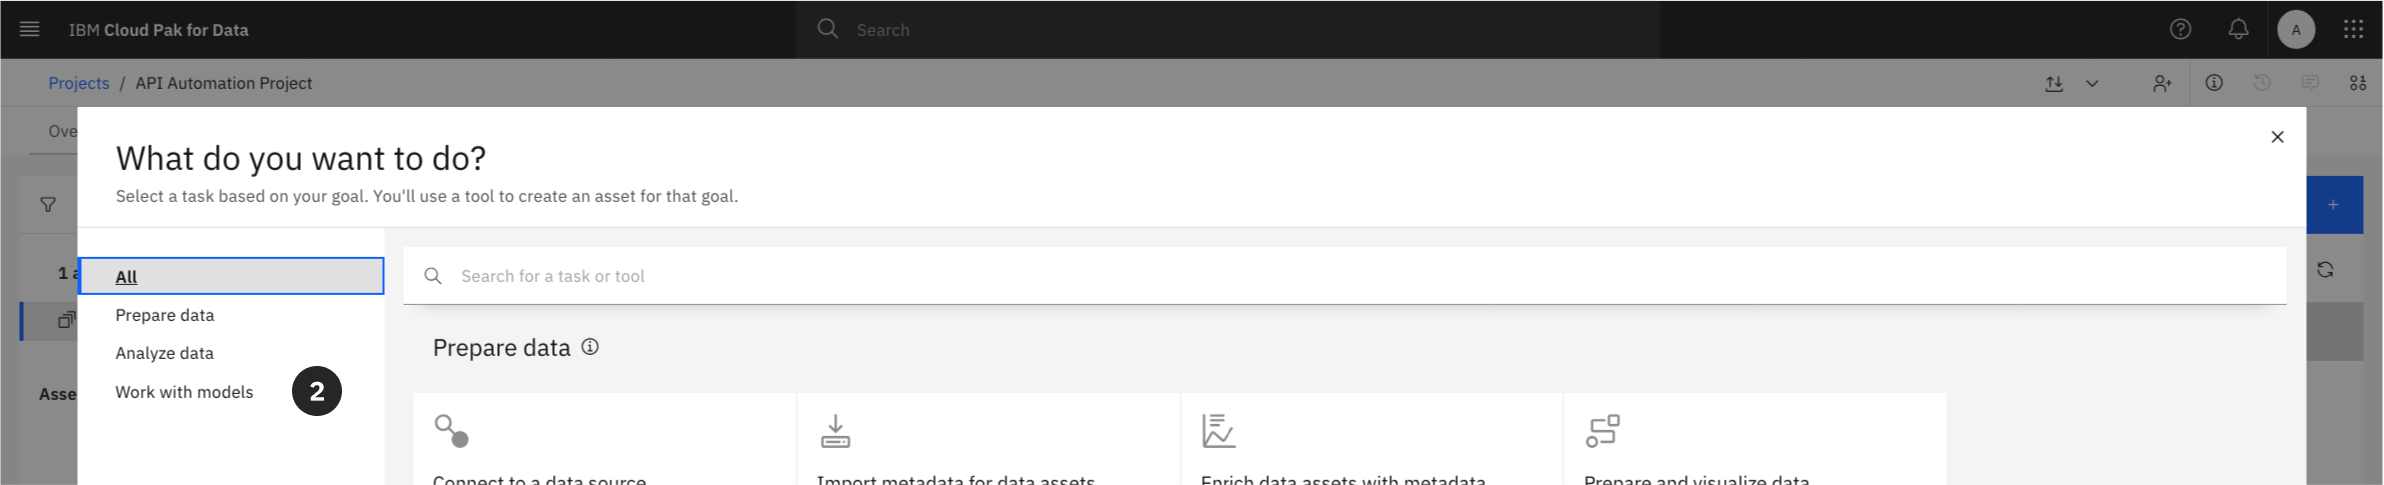 IBM Cloud Pak for Data
Search
A
Projects / API Automation Project
Ove
What do you want to do?
Select a task based on your goal. You'll use a tool to create an asset for that goal.
+
1 a
All
Search for a task or tool
Prepare data
Analyze data
Prepare data
Work with models
2
Asse
Connect to a data source
Import metadata for data assets
Enrich data assets with metadata
Prepare and visualize data